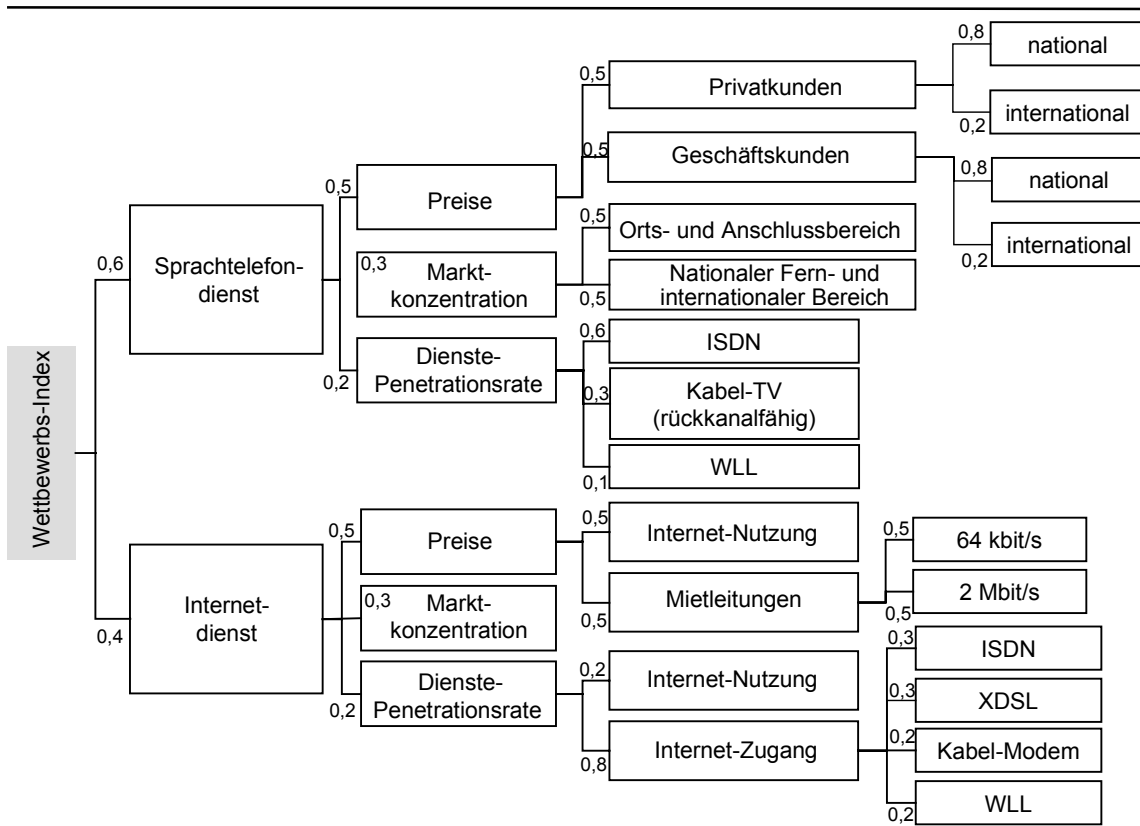 Wettbewerbs-Index
0,6
Sprachtelefon-
dienst
0,5
Preise
0,5
Privatkunden
0,8
national
0,2
international
0,5
Geschäftskunden
0,8
national
0,2
international
0,3
Markt-
konzentration
0,5
Orts- und Anschlussbereich
0,5
Nationaler Fern- und
internationaler Bereich
0,2
Dienste-
Penetrationsrate
0,6
ISDN
0,3
Kabel-TV
(rückkanalfähig)
0,1
WLL
0,4
Internet-
dienst
0,5
Preise
0,5
Internet-Nutzung
0,5
Mietleitungen
0,5
64 kbit/s
0,5
2 Mbit/s
0,3
Markt-
konzentration
0,2
Dienste-
Penetrationsrate
0,2
Internet-Nutzung
0,8
Internet-Zugang
0,3
ISDN
0,3
XDSL
0,2
Kabel-Modem
0,2
WLL